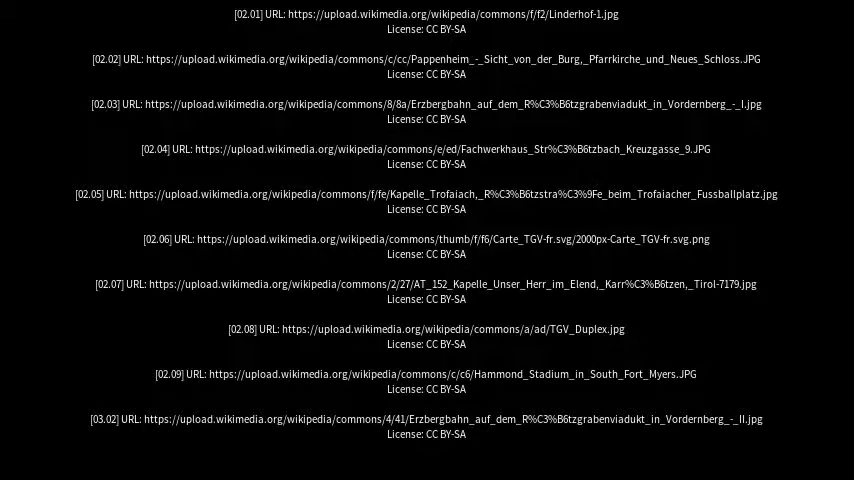 [02.01] URL: https://upload.wikimedia.org/wikipedia/commons/f/f2/Linderhof-1.jpg
License: CC BY-SA
[02.02] URL: https://upload.wikimedia.org/wikipedia/commons/c/cc/Pappenheim_-_Sicht_von_der_Burg,_Pfarrkirche_und_Neues_Schloss.JPG
License: CC BY-SA
[02.03] URL: https://upload.wikimedia.org/wikipedia/commons/8/8a/Erzbergbahn_auf_dem_R%C3%B6tzgrabenviadukt_in_Vordernberg_-_I.jpg
License: CC BY-SA
[02.04] URL: https://upload.wikimedia.org/wikipedia/commons/e/ed/Fachwerkhaus_Str%C3%B6tzbach_Kreuzgasse_9.JPG
License: CC BY-SA
[02.05] URL: https://upload.wikimedia.org/wikipedia/commons/f/fe/Kapelle_Trofaiach,_R%C3%B6tzstra%C3%9Fe_beim_Trofaiacher_Fussballplatz.jpg
License: CC BY-SA
[02.06] URL: https://upload.wikimedia.org/wikipedia/commons/thumb/f/f6/Carte_TGV-fr.svg/2000px-Carte_TGV-fr.svg.png
License: CC BY-SA
[02.07] URL: https://upload.wikimedia.org/wikipedia/commons/2/27/AT_152_Kapelle_Unser_Herr_im_Elend,_Karr%C3%B6tzen,_Tirol-7179.jpg
License: CC BY-SA
[02.08] URL: https://upload.wikimedia.org/wikipedia/commons/a/ad/TGV_Duplex.jpg
License: CC BY-SA
[02.09] URL: https://upload.wikimedia.org/wikipedia/commons/c/c6/Hammond_Stadium_in_South_Fort_Myers.JPG
License: CC BY-SA
[03.02] URL: https://upload.wikimedia.org/wikipedia/commons/4/41/Erzbergbahn_auf_dem_R%C3%B6tzgrabenviadukt_in_Vordernberg_-_II.jpg
License: CC BY-SA